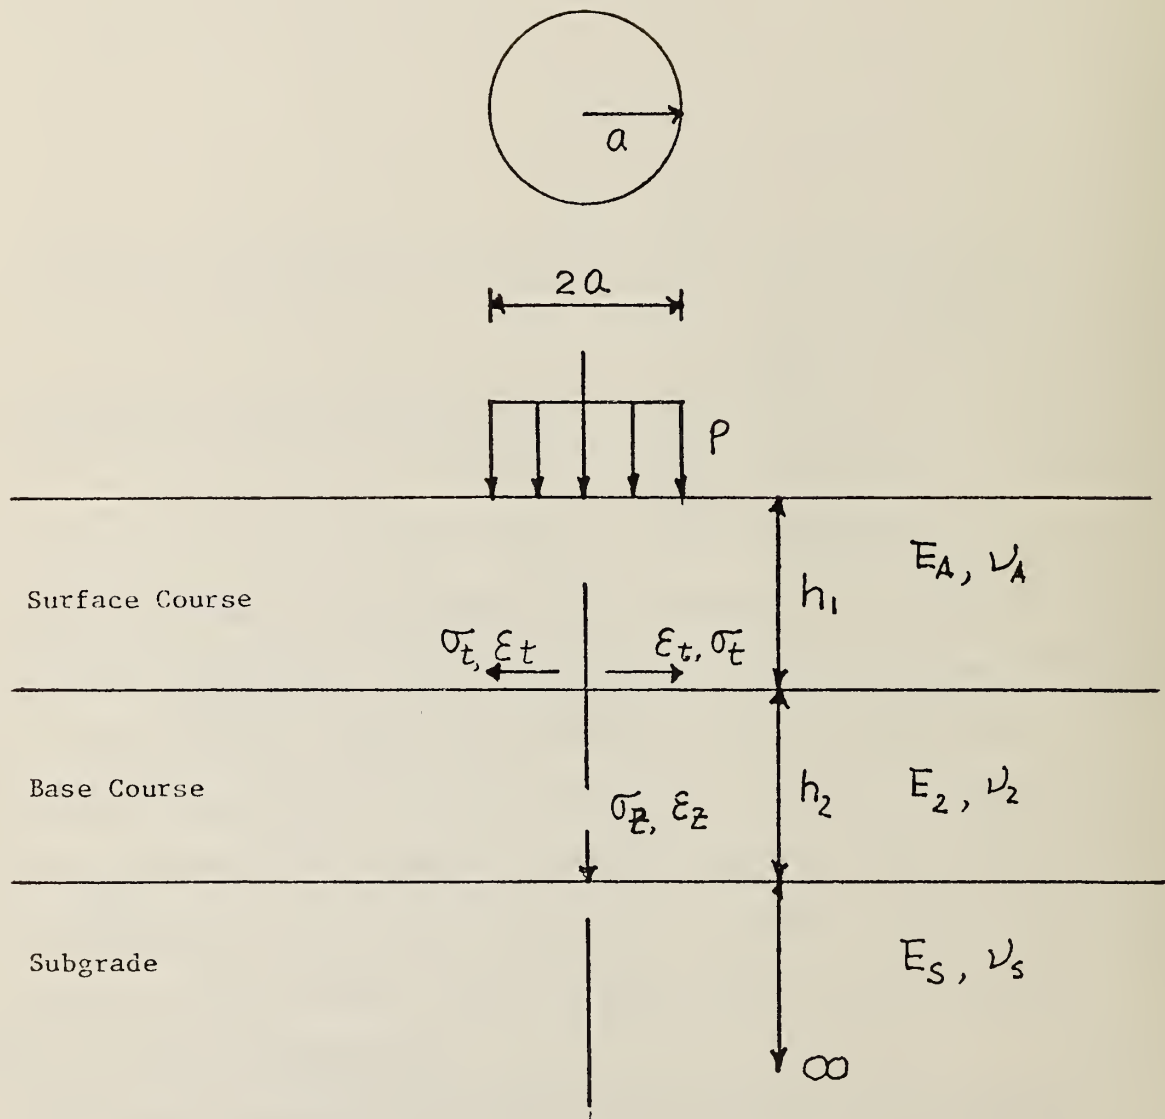 a
2a
P
Surface Course
E_A, ν_A
h_1
σ_t, ε_t
ε_t, σ_t
Base Course
E_2, ν_2
h_2
σ_z, ε_z
Subgrade
E_S, ν_s
∞